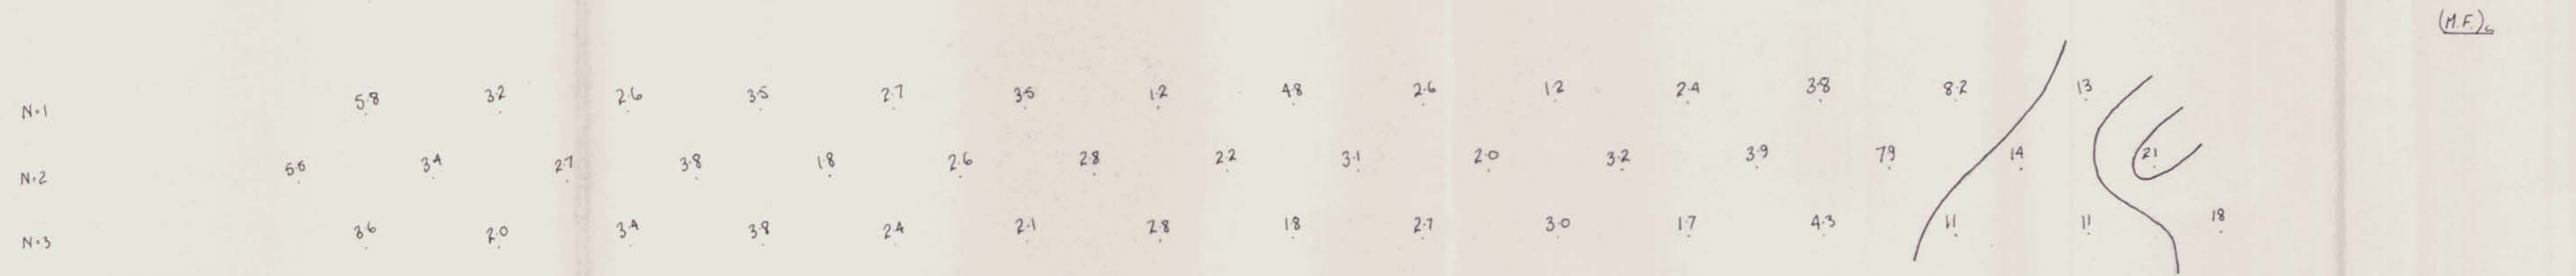 (M.F.)6
N·1 5·8 3·2 2·6 3·5 2·7 3·5 1·2 4·8 2·6 1·2 2·4 3·8 8·2 13
N·2 5·6 3·4 2·7 3·8 1·8 2·6 2·8 2·2 3·1 2·0 3·2 3·9 7·9 14 21
N·3 3·6 2·0 3·4 3·9 2·4 2·1 2·8 1·8 2·7 3·0 1·7 4·3 11 11 18